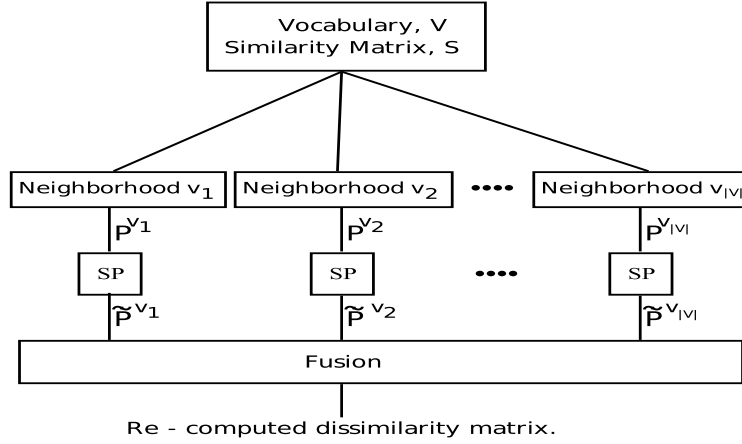 Vocabulary, V
Similarity Matrix, S
Neighborhood v1 Neighborhood v2 •••• Neighborhood v|v|
P^v1 P^v2 P^v|v|
SP SP •••• SP
P̃^v1 P̃^v2 P̃^v|v|
Fusion
Re - computed dissimilarity matrix.